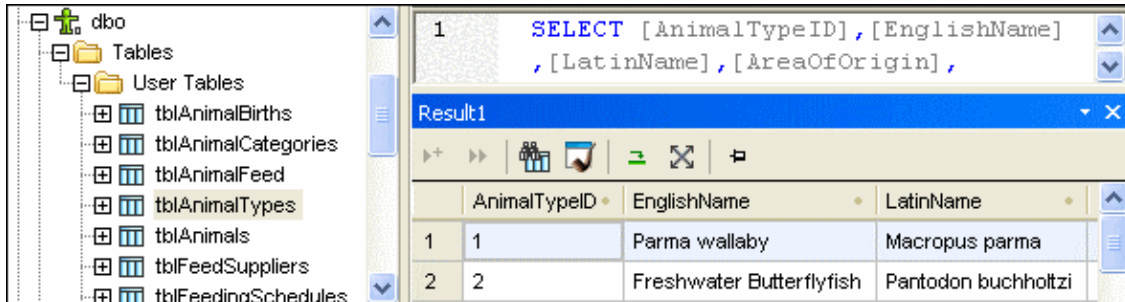 dbo
Tables
User Tables
tblAnimalBirths
tblAnimalCategories
tblAnimalFeed
tblAnimalTypes
tblAnimals
tblFeedSuppliers
tblFeedingSchedules
1 SELECT [AnimalTypeID],[EnglishName]
,[LatinName],[AreaOfOrigin],
Result1
AnimalTypeID EnglishName LatinName
1 1 Parma wallaby Macropus parma
2 2 Freshwater Butterflyfish Pantodon buchholtzi